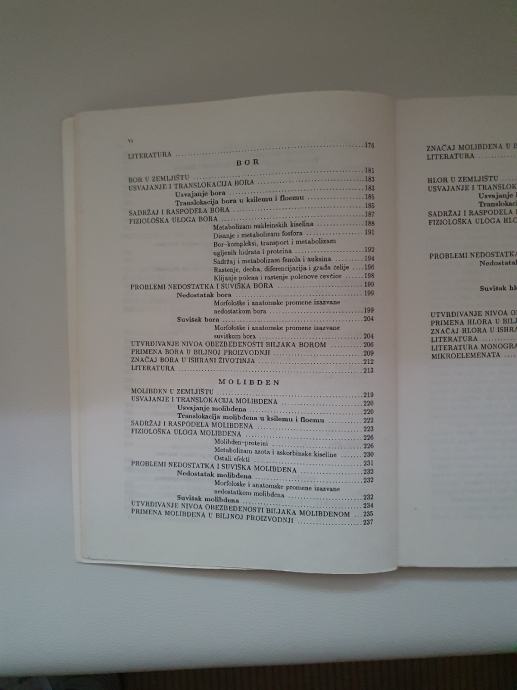 VI
LITERATURA 176
BOR
BOR U ZEMLJIŠTU 181
USVAJANJE I TRANSLOKACIJA BORA 183
Usvajanje bora 183
Translokacija bora u ksilemu i floemu 185
SADRŽAJ I RASPODELA BORA 185
FIZIOLOŠKA ULOGA BORA 187
Metabolizam nukleinskih kiselina 188
Disanje i metabolizam fosfora 191
Bor-kompleksi, transport i metabolizam
ugljenih hidrata i proteina 192
Sadržaj i metabolizam fenola i auksina 194
Rastenje, deoba, diferencijacija i građa ćelije 196
Klijanje polena i rastenje polenove cevčice 198
PROBLEMI NEDOSTATKA I SUVIŠKA BORA 199
Nedostatak bora 199
Morfološke i anatomske promene izazvane
nedostatkom bora 199
Suvišak bora 204
Morfološke i anatomske promene izazvane
suviškom bora 204
UTVRĐIVANJE NIVOA OBEZBEĐENOSTI BILJAKA BOROM 206
PRIMENA BORA U BILJNOJ PROIZVODNJI 209
ZNAČAJ BORA U ISHRANI ŽIVOTINJA 212
LITERATURA 213
MOLIBDEN
MOLIBDEN U ZEMLJIŠTU 219
USVAJANJE I TRANSLOKACIJA MOLIBDENA 220
Usvajanje molibdena 220
Translokacija molibdena u ksilemu i floemu 222
SADRŽAJ I RASPODELA MOLIBDENA 223
FIZIOLOŠKA ULOGA MOLIBDENA 226
Molibden-proteini 226
Metabolizam azota i askorbinske kiseline 230
Ostali efekti 231
PROBLEMI NEDOSTATKA I SUVIŠKA MOLIBDENA 232
Nedostatak molibdena 232
Morfološke i anatomske promene izazvane
nedostatkom molibdena 232
Suvišak molibdena 234
UTVRĐIVANJE NIVOA OBEZBEĐENOSTI BILJAKA MOLIBDENOM 235
PRIMENA MOLIBDENA U BILJNOJ PROIZVODNJI 237
ZNAČAJ MOLIBDENA U
LITERATURA
HLOR U ZEMLJIŠTU
USVAJANJE I TRANSLOK
Usvajanje
Translokac
SADRŽAJ I RASPODELA
FIZIOLOŠKA ULOGA HLO
PROBLEMI NEDOSTATKA
Nedostatak
Suvišak hl
UTVRĐIVANJE NIVOA
PRIMENA HLORA U BILJ
ZNAČAJ HLORA U ISHRA
LITERATURA
LITERATURA MONOGRA
MIKROELEMENATA